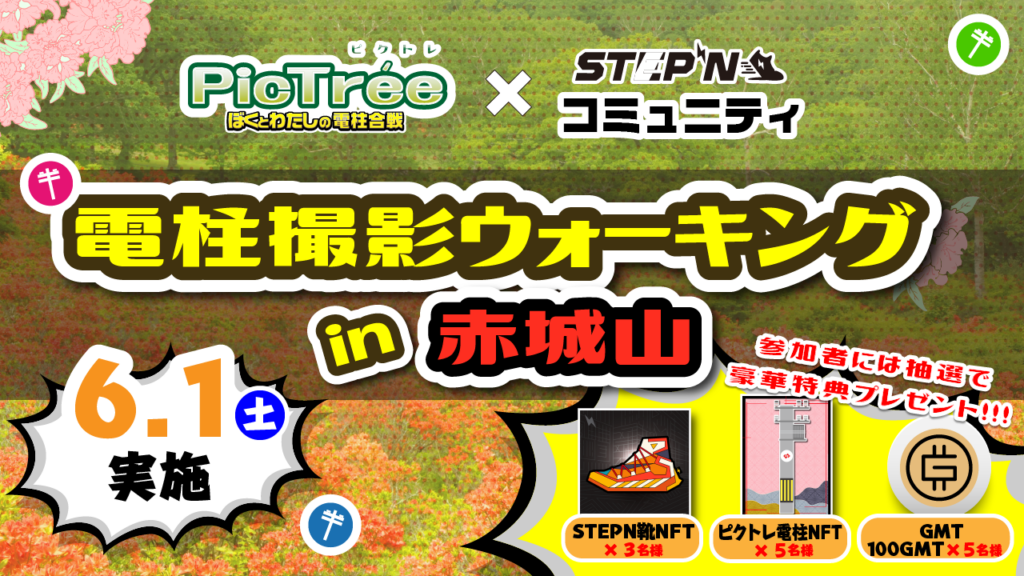 ピクトレ
PicTrée
ぼくとわたしの電柱合戦
×
STEP'N
コミュニティ
電柱撮影ウォーキング
in 赤城山
6.1土
実施
参加者には抽選で
豪華特典プレゼント!!!
STEPN靴NFT
×3名様
ピクトレ電柱NFT
×5名様
GMT
100GMT×5名様